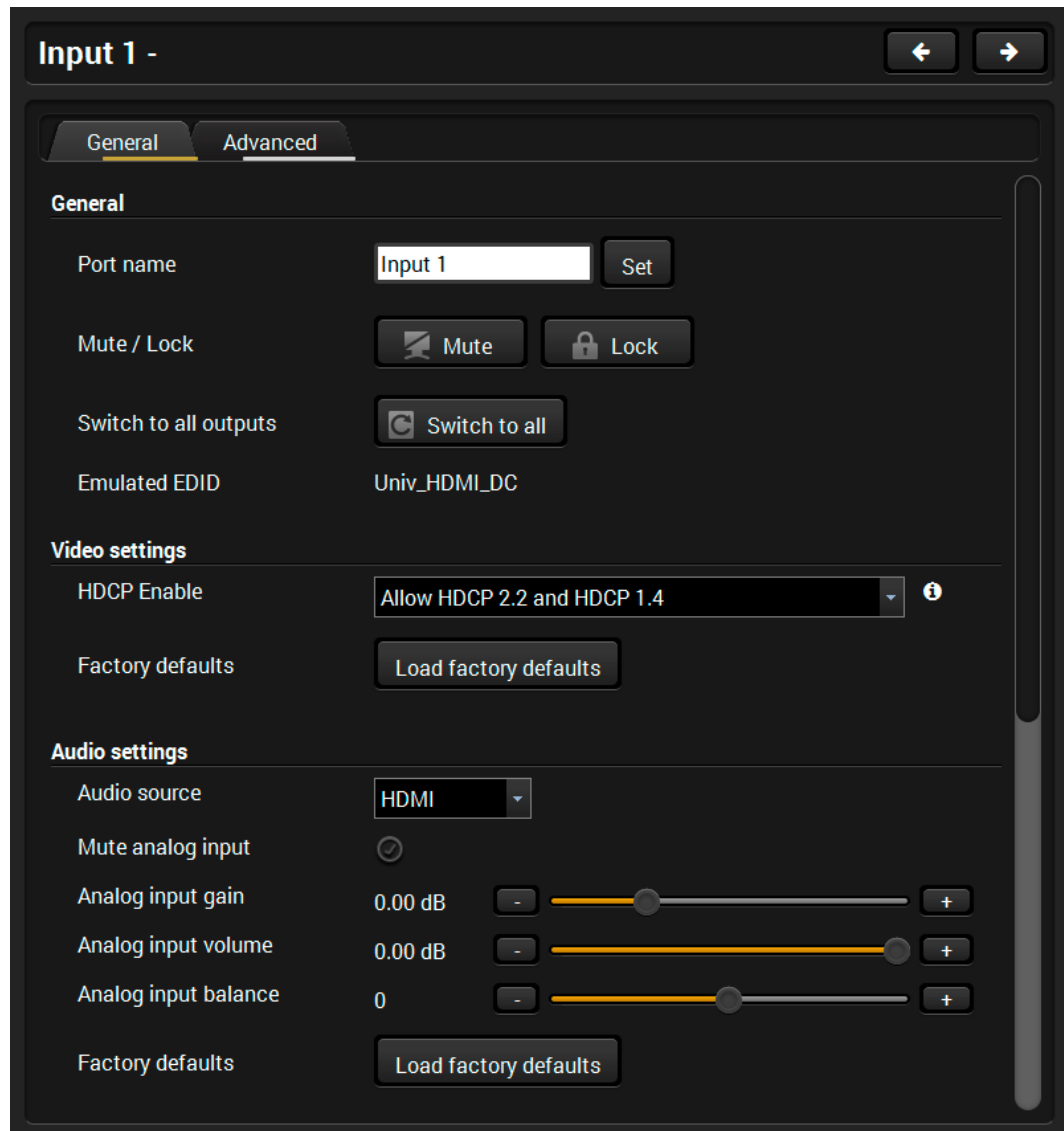 Input 1 -
General Advanced
General
Port name Input 1 Set
Mute / Lock Mute Lock
Switch to all outputs Switch to all
Emulated EDID Univ_HDMI_DC
Video settings
HDCP Enable Allow HDCP 2.2 and HDCP 1.4
Factory defaults Load factory defaults
Audio settings
Audio source HDMI
Mute analog input
Analog input gain 0.00 dB - +
Analog input volume 0.00 dB - +
Analog input balance 0 - +
Factory defaults Load factory defaults